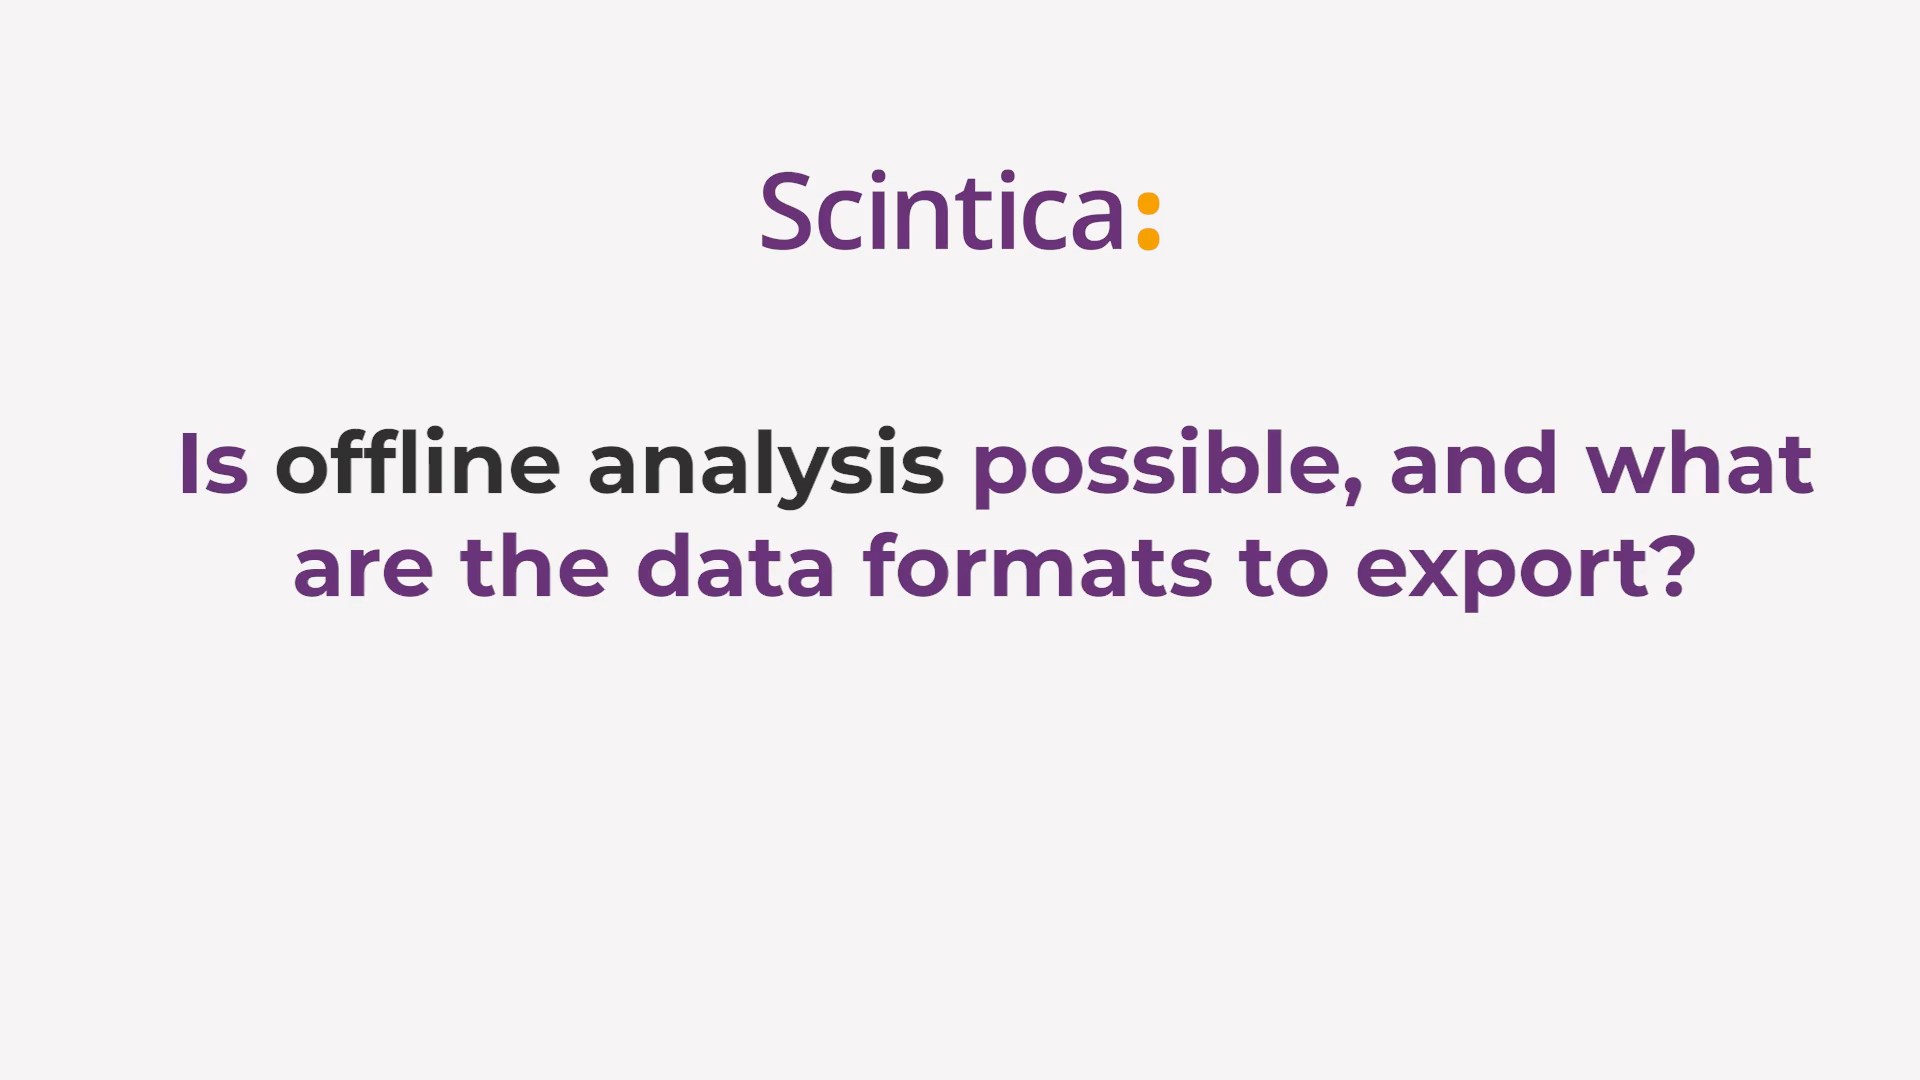 Scintica:
Is offline analysis possible, and what
are the data formats to export?